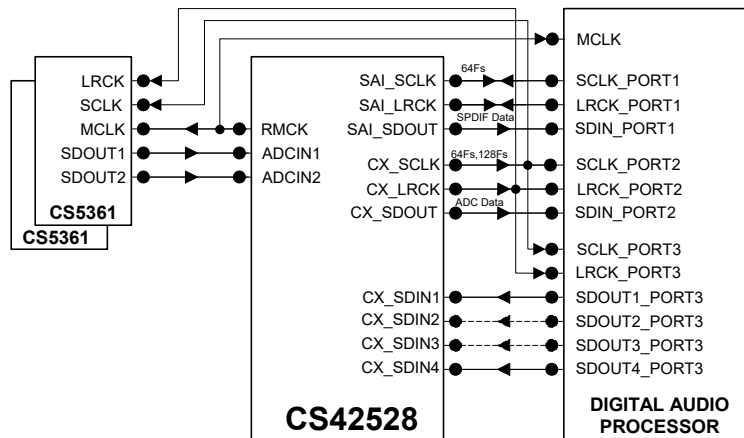 MCLK
LRCK
SCLK
MCLK
SDOUT1
SDOUT2
CS5361
CS5361
RMCK
ADCIN1
ADCIN2
SAI_SCLK
SAI_LRCK
SAI_SDOUT
CX_SCLK
CX_LRCK
CX_SDOUT
CX_SDIN1
CX_SDIN2
CX_SDIN3
CX_SDIN4
CS42528
64Fs
SPDIF Data
64Fs,128Fs
ADC Data
SCLK_PORT1
LRCK_PORT1
SDIN_PORT1
SCLK_PORT2
LRCK_PORT2
SDIN_PORT2
SCLK_PORT3
LRCK_PORT3
SDOUT1_PORT3
SDOUT2_PORT3
SDOUT3_PORT3
SDOUT4_PORT3
DIGITAL AUDIO
PROCESSOR